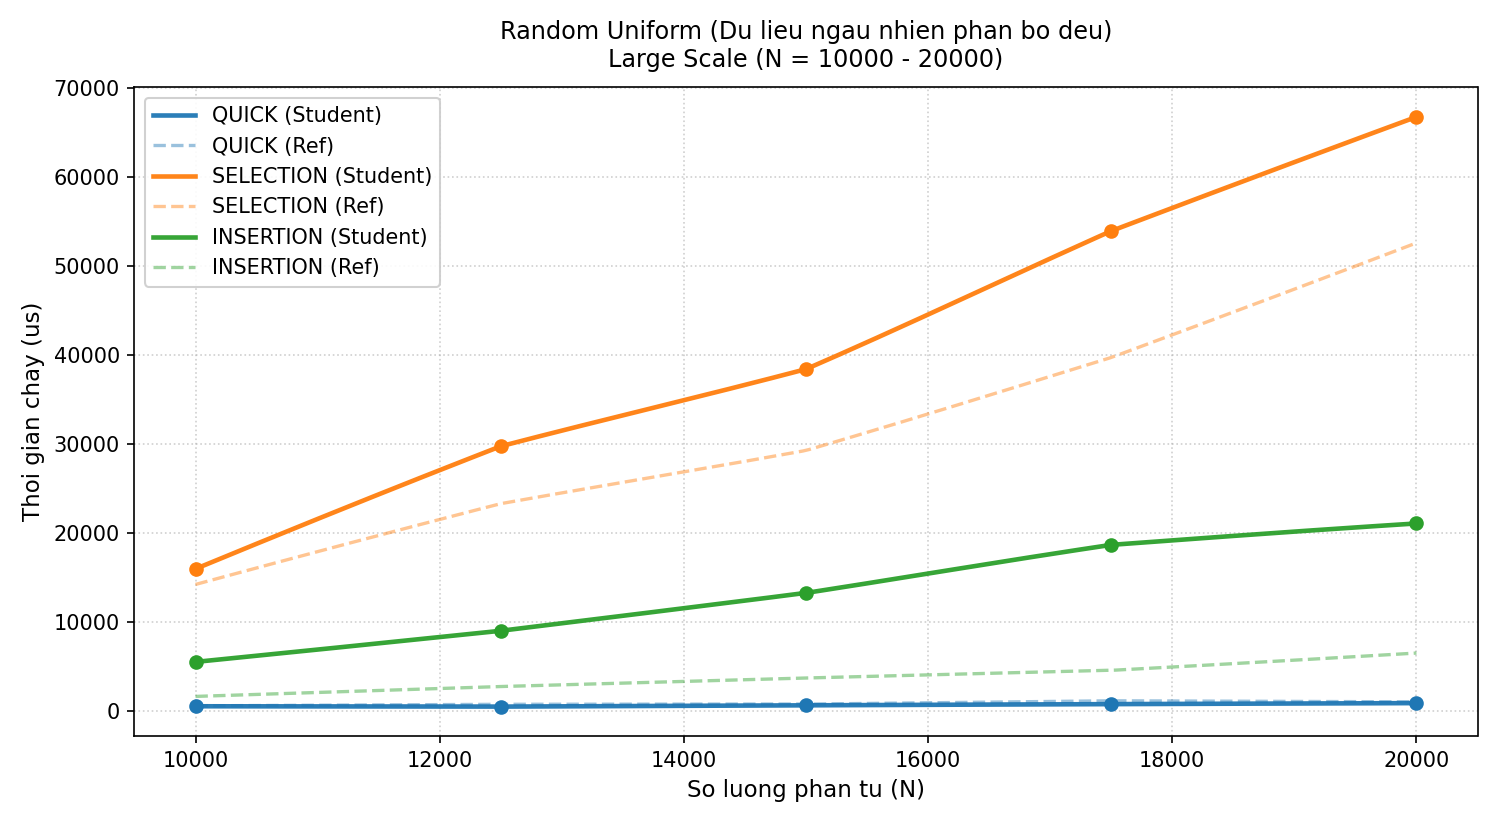 Random Uniform (Du lieu ngau nhien phan bo deu)
Large Scale (N = 10000 - 20000)
70000
60000
50000
40000
30000
20000
10000
0
Thoi gian chay (us)
QUICK (Student)
QUICK (Ref)
SELECTION (Student)
SELECTION (Ref)
INSERTION (Student)
INSERTION (Ref)
10000 12000 14000 16000 18000 20000
So luong phan tu (N)